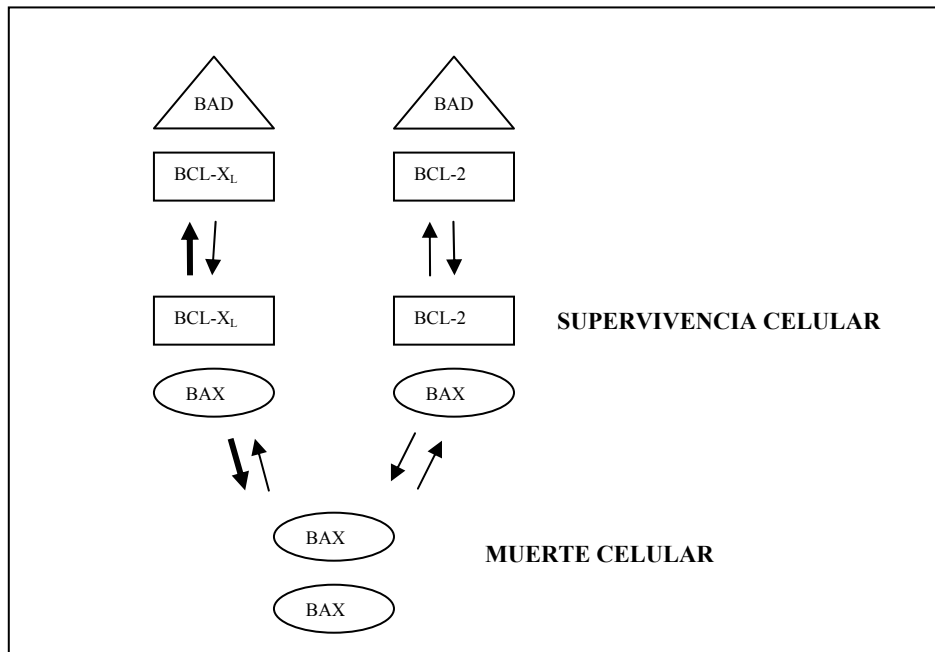 BAD BAD
BCL-XL BCL-2
BCL-XL BCL-2 SUPERVIVENCIA CELULAR
BAX BAX
BAX
MUERTE CELULAR
BAX